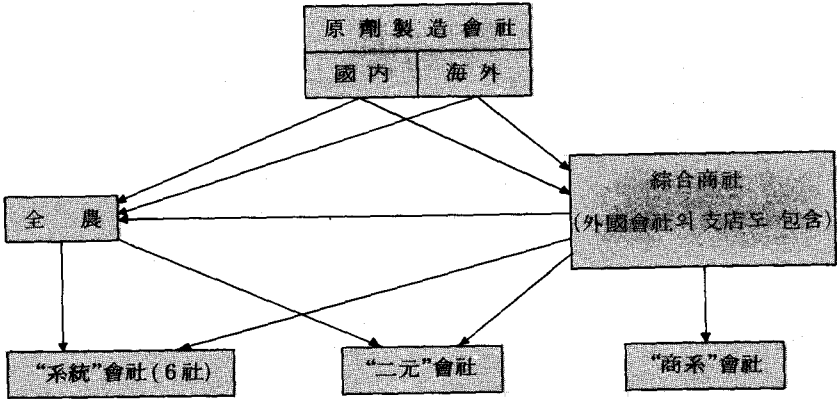 原劑製造會社
國内 海外
綜合商社
(外國會社의 支店도 包含)
全農
“系統”會社(6社)
“二元”會社
“商系”會社